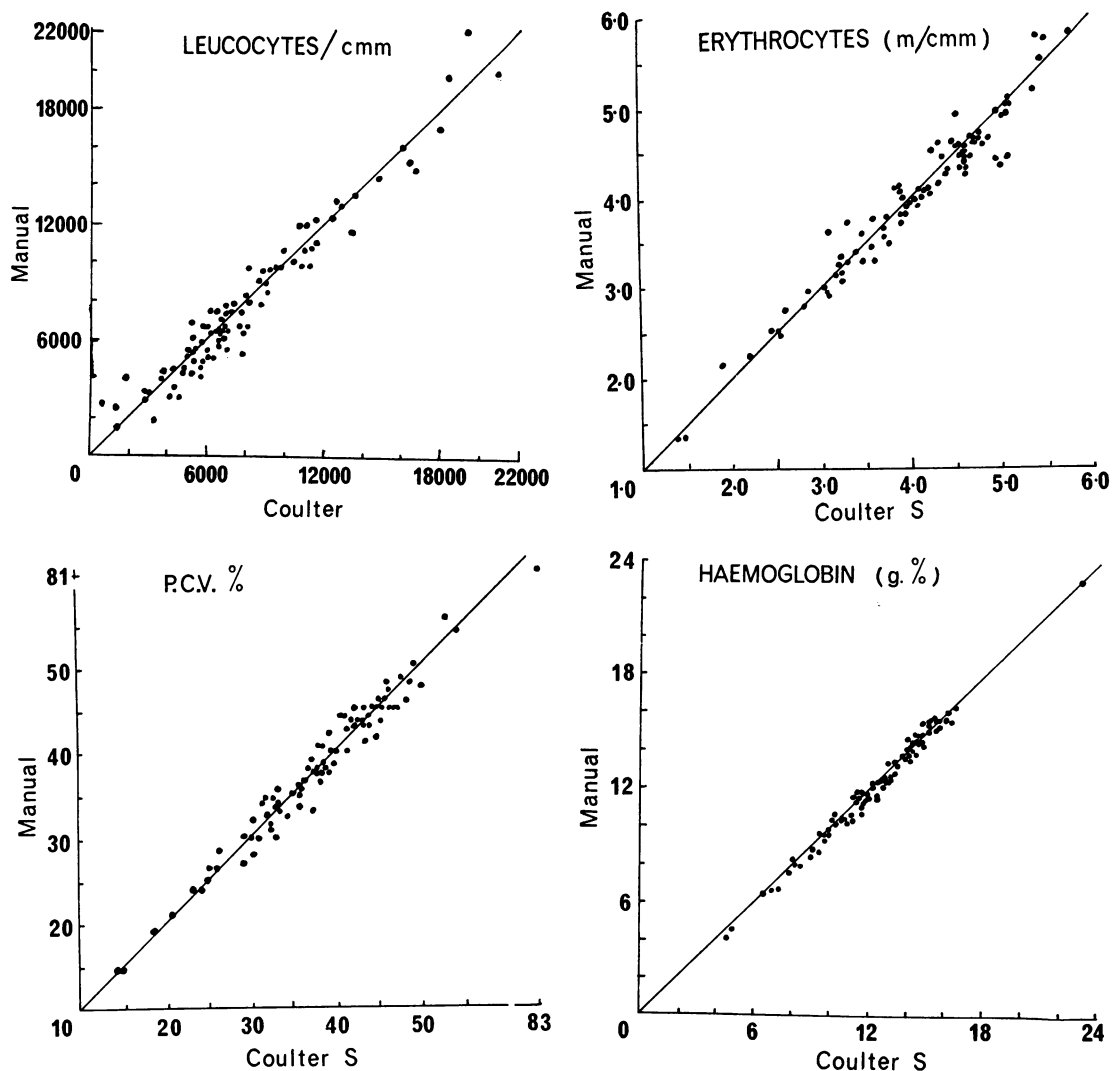 LEUCOCYTES/cmm
22000
18000
12000
6000
0
Manual
6000 12000 18000 22000
Coulter
ERYTHROCYTES (m/cmm)
6·0
5·0
4·0
3·0
2·0
1·0
Manual
2·0 3·0 4·0 5·0 6·0
Coulter S
P.C.V. %
81
50
40
30
20
10
Manual
20 30 40 50 83
Coulter S
HAEMOGLOBIN (g.%)
24
18
12
6
0
Manual
6 12 18 24
Coulter S